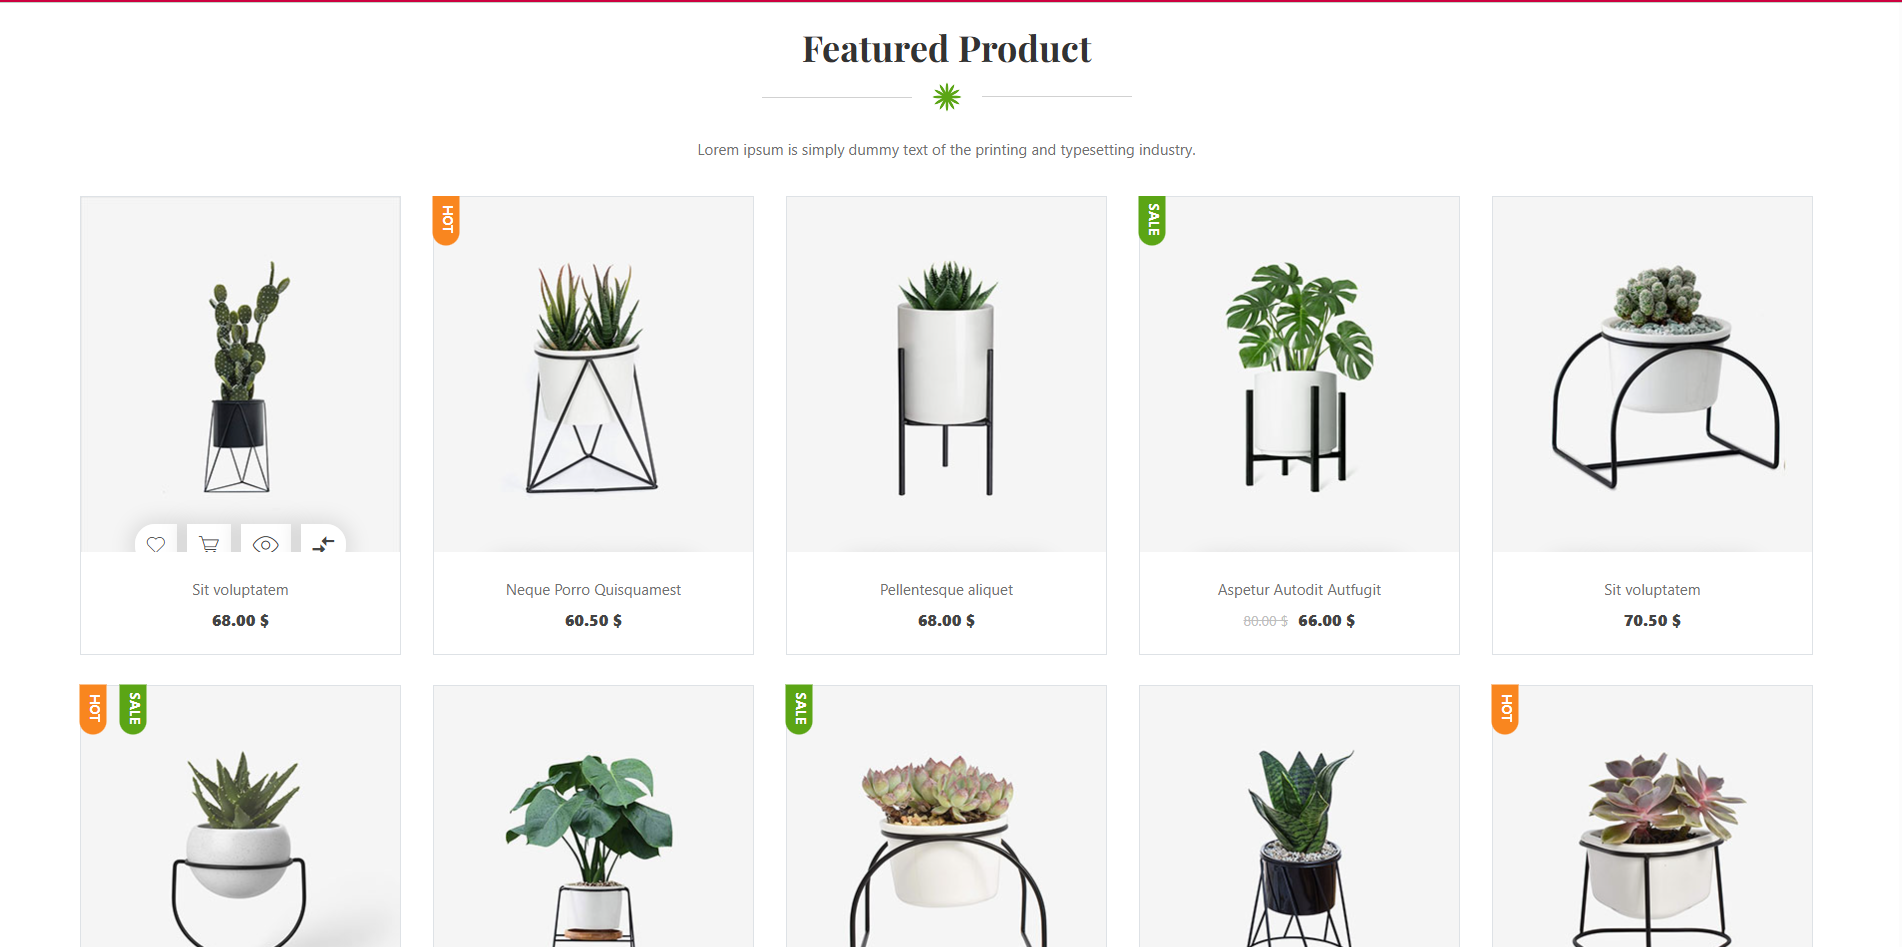 Featured Product
Lorem ipsum is simply dummy text of the printing and typesetting industry.
HOT
SALE
Sit voluptatem
68.00 $
Neque Porro Quisquamest
60.50 $
Pellentesque aliquet
68.00 $
Aspetur Autodit Autfugit
80.00 $ 66.00 $
Sit voluptatem
70.50 $
HOT
SALE
SALE
HOT